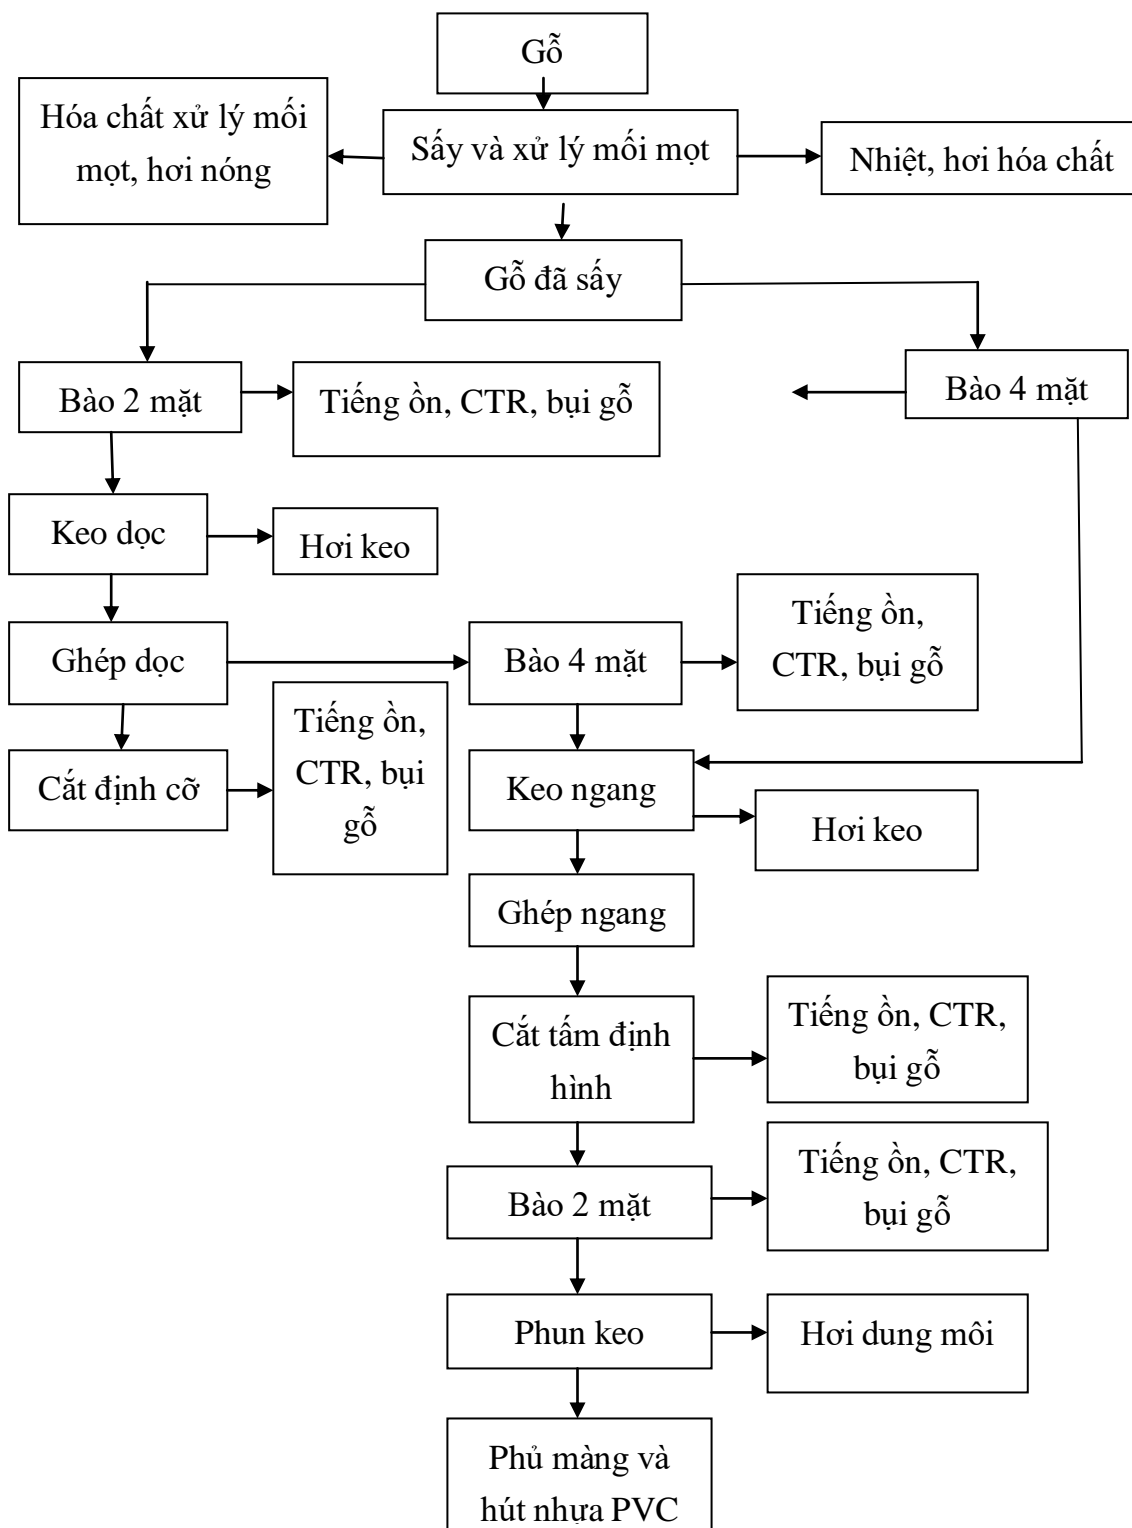 Gỗ
Hóa chất xử lý mối
mọt, hơi nóng
Sấy và xử lý mối mọt
Nhiệt, hơi hóa chất
Gỗ đã sấy
Bào 2 mặt
Tiếng ồn, CTR, bụi gỗ
Bào 4 mặt
Keo dọc
Hơi keo
Ghép dọc
Bào 4 mặt
Tiếng ồn,
CTR, bụi gỗ
Cắt định cỡ
Tiếng ồn,
CTR, bụi
gỗ
Keo ngang
Hơi keo
Ghép ngang
Cắt tấm định
hình
Tiếng ồn, CTR,
bụi gỗ
Bào 2 mặt
Tiếng ồn, CTR,
bụi gỗ
Phun keo
Hơi dung môi
Phủ màng và
hút nhựa PVC